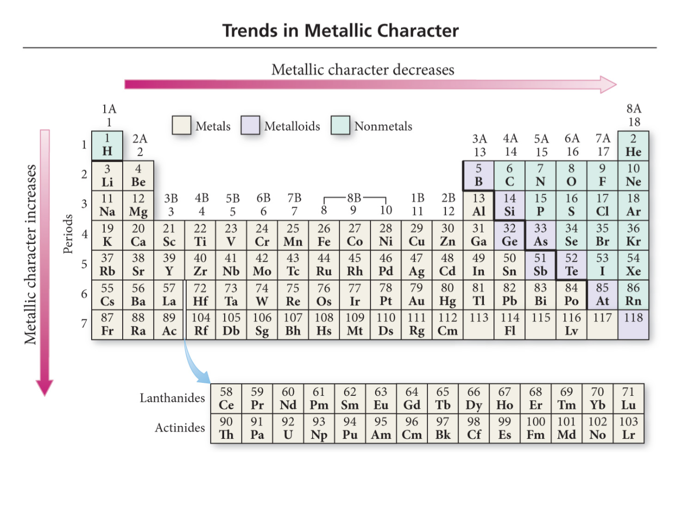 Trends in Metallic Character
Metallic character decreases
Metallic character increases
Periods
Metals Metalloids Nonmetals
1A 8A
1 18
1 1 2A 3A 4A 5A 6A 7A 2
H 2 13 14 15 16 17 He
2 3 4 5 6 7 8 9 10
Li Be B C N O F Ne
3 11 12 3B 4B 5B 6B 7B 8B 1B 2B 13 14 15 16 17 18
Na Mg 3 4 5 6 7 8 9 10 11 12 Al Si P S Cl Ar
4 19 20 21 22 23 24 25 26 27 28 29 30 31 32 33 34 35 36
K Ca Sc Ti V Cr Mn Fe Co Ni Cu Zn Ga Ge As Se Br Kr
5 37 38 39 40 41 42 43 44 45 46 47 48 49 50 51 52 53 54
Rb Sr Y Zr Nb Mo Tc Ru Rh Pd Ag Cd In Sn Sb Te I Xe
6 55 56 57 72 73 74 75 76 77 78 79 80 81 82 83 84 85 86
Cs Ba La Hf Ta W Re Os Ir Pt Au Hg Tl Pb Bi Po At Rn
7 87 88 89 104 105 106 107 108 109 110 111 112 113 114 115 116 117 118
Fr Ra Ac Rf Db Sg Bh Hs Mt Ds Rg Cm Fl Lv
Lanthanides 58 59 60 61 62 63 64 65 66 67 68 69 70 71
Ce Pr Nd Pm Sm Eu Gd Tb Dy Ho Er Tm Yb Lu
Actinides 90 91 92 93 94 95 96 97 98 99 100 101 102 103
Th Pa U Np Pu Am Cm Bk Cf Es Fm Md No Lr